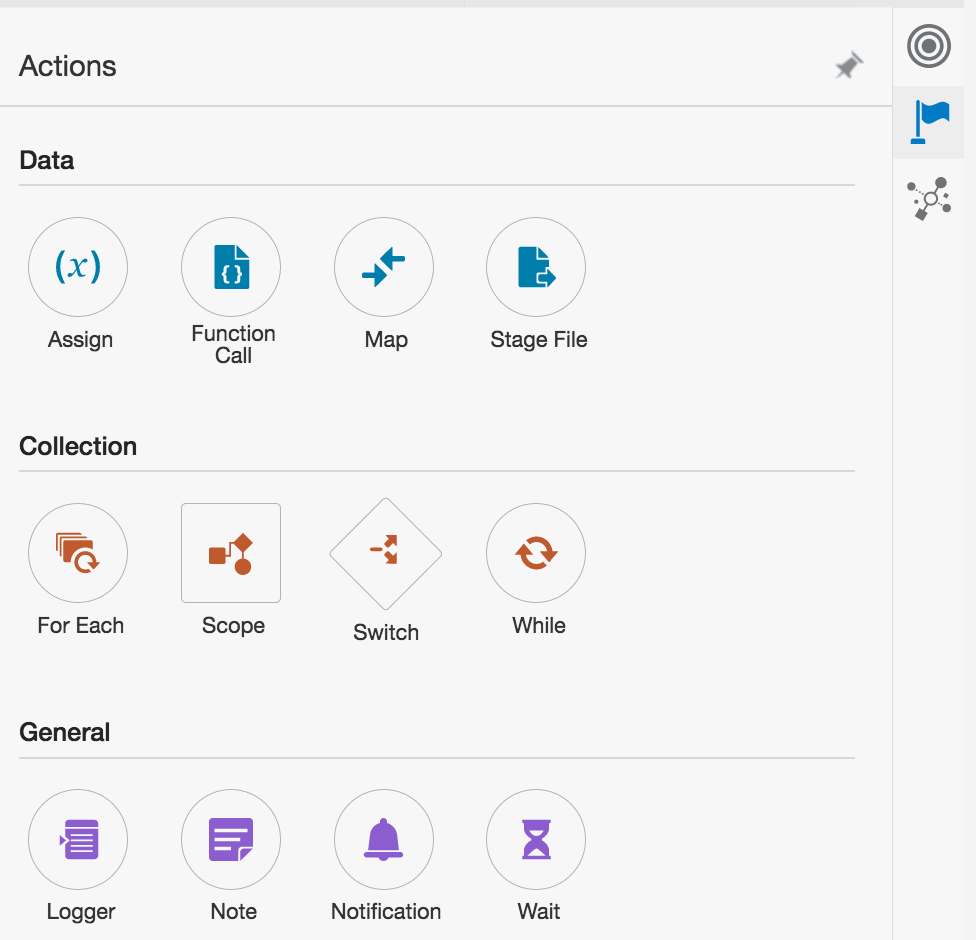 Actions
Data
(x)
{ }
Assign
Function
Call
Map
Stage File
Collection
For Each
Scope
Switch
While
General
Logger
Note
Notification
Wait